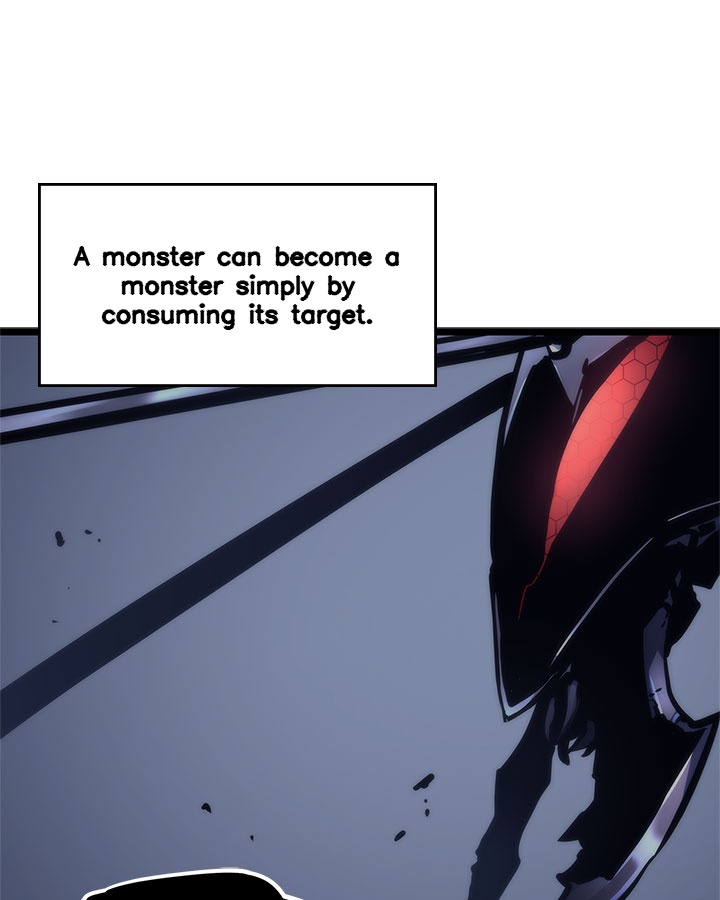 A monster can become a
monster simply by
consuming its target.